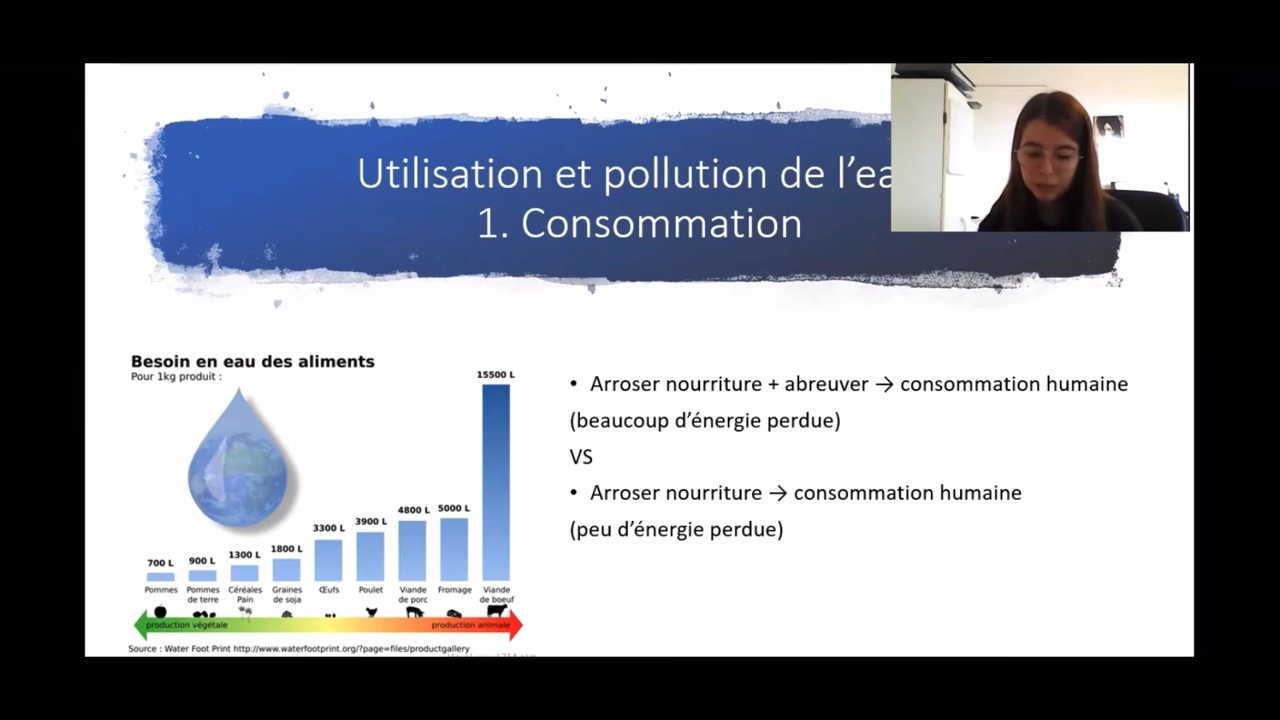 Utilisation et pollution de l’ea
1. Consommation
Besoin en eau des aliments
Pour 1kg produit :
15500 L
5000 L
4800 L
3900 L
3300 L
1800 L
1300 L
900 L
700 L
Pommes
Pommes
de terre
Céréales
Pain
Graines
de soja
Œufs
Poulet
Viande
de porc
Fromage
Viande
de boeuf
production végétale
production animale
Source : Water Foot Print http://www.waterfootprint.org/?page=files/productgallery
• Arroser nourriture + abreuver → consommation humaine
(beaucoup d’énergie perdue)
VS
• Arroser nourriture → consommation humaine
(peu d’énergie perdue)